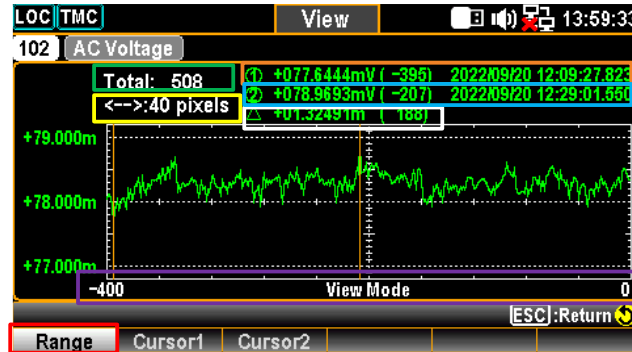 LOC TMC View 13:59:33
102 AC Voltage
Total: 508
<-->:40 pixels
① +077.6444mV ( -395) 2022/09/20 12:09:27.823
② +078.9693mV ( -207) 2022/09/20 12:29:01.550
△ +01.32491m ( 188)
+79.000m
+78.000m
+77.000m
-400 View Mode 0
[ESC]:Return
Range Cursor1 Cursor2